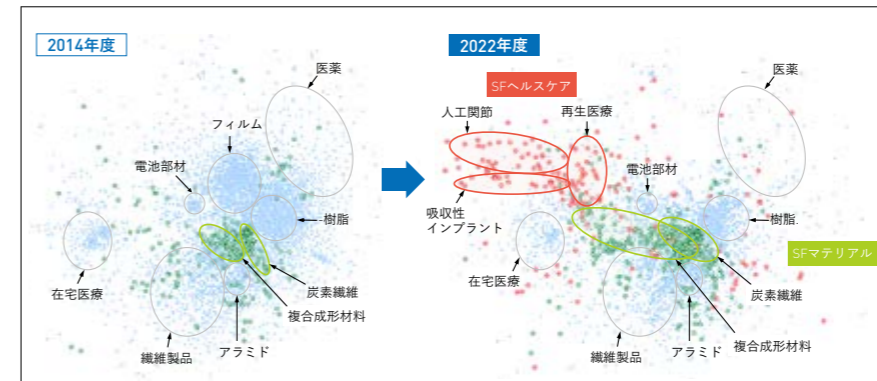 2014年度
医薬
フィルム
電池部材
樹脂
在宅医療
炭素繊維
複合成形材料
アラミド
繊維製品
2022年度
SFヘルスケア
医薬
人工関節
再生医療
電池部材
吸収性
インプラント
樹脂
SFマテリアル
在宅医療
炭素繊維
複合成形材料
アラミド
繊維製品